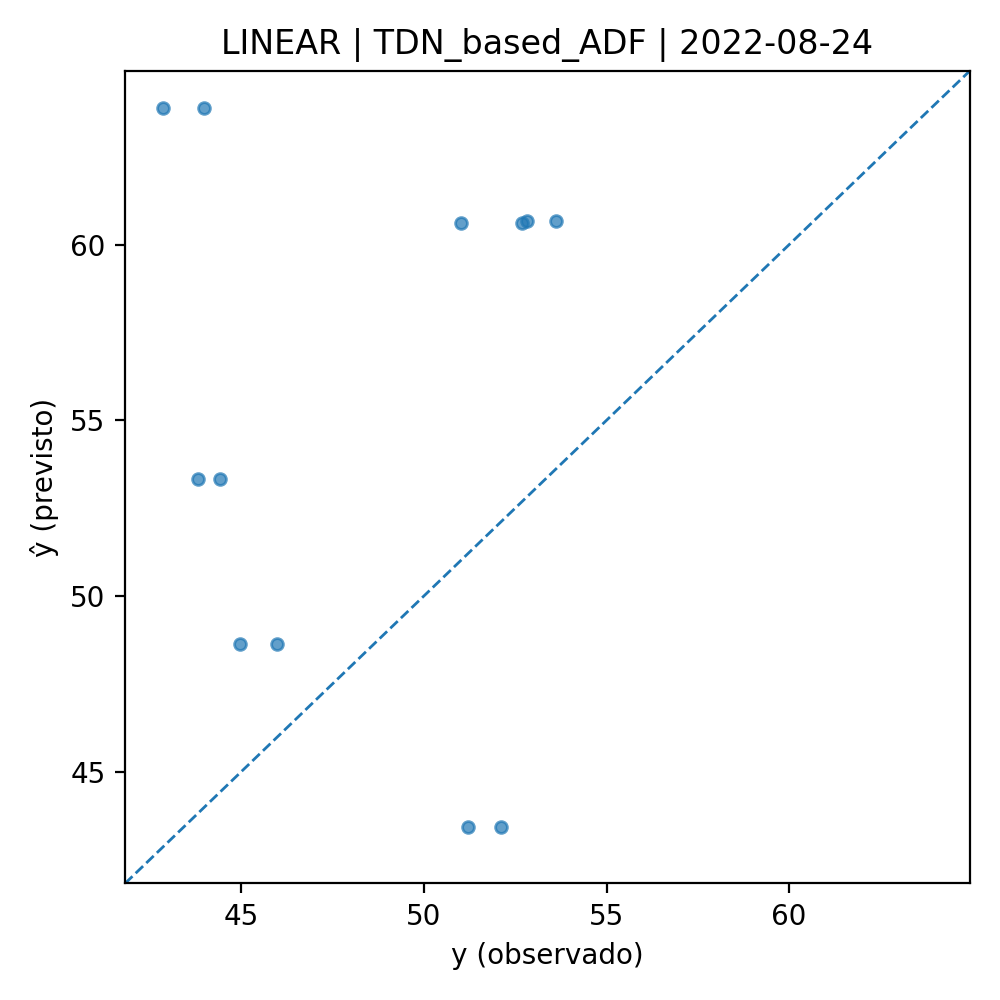 LINEAR | TDN_based_ADF | 2022-08-24
ŷ (previsto)
60
55
50
45
45 50 55 60
y (observado)